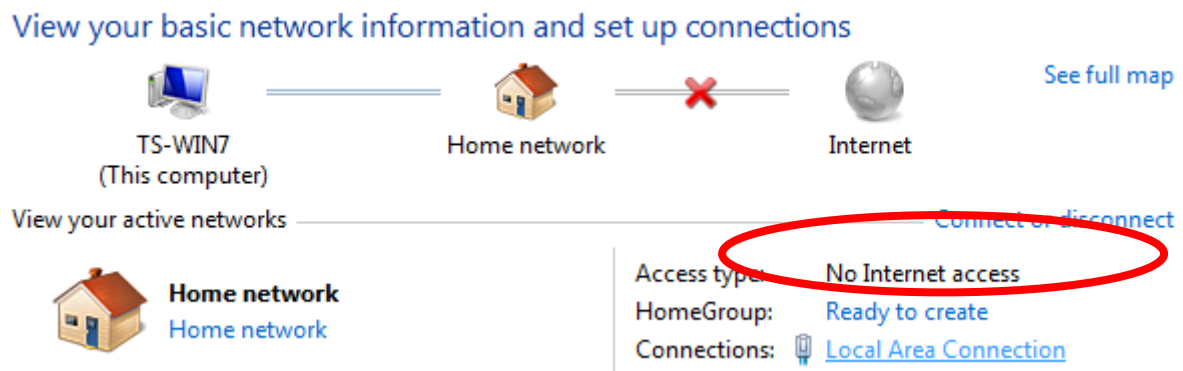 View your basic network information and set up connections
See full map
TS-WIN7
(This computer)
Home network
Internet
View your active networks
Connect or disconnect
Home network
Home network
Access type:
No Internet access
HomeGroup:
Ready to create
Connections:
Local Area Connection